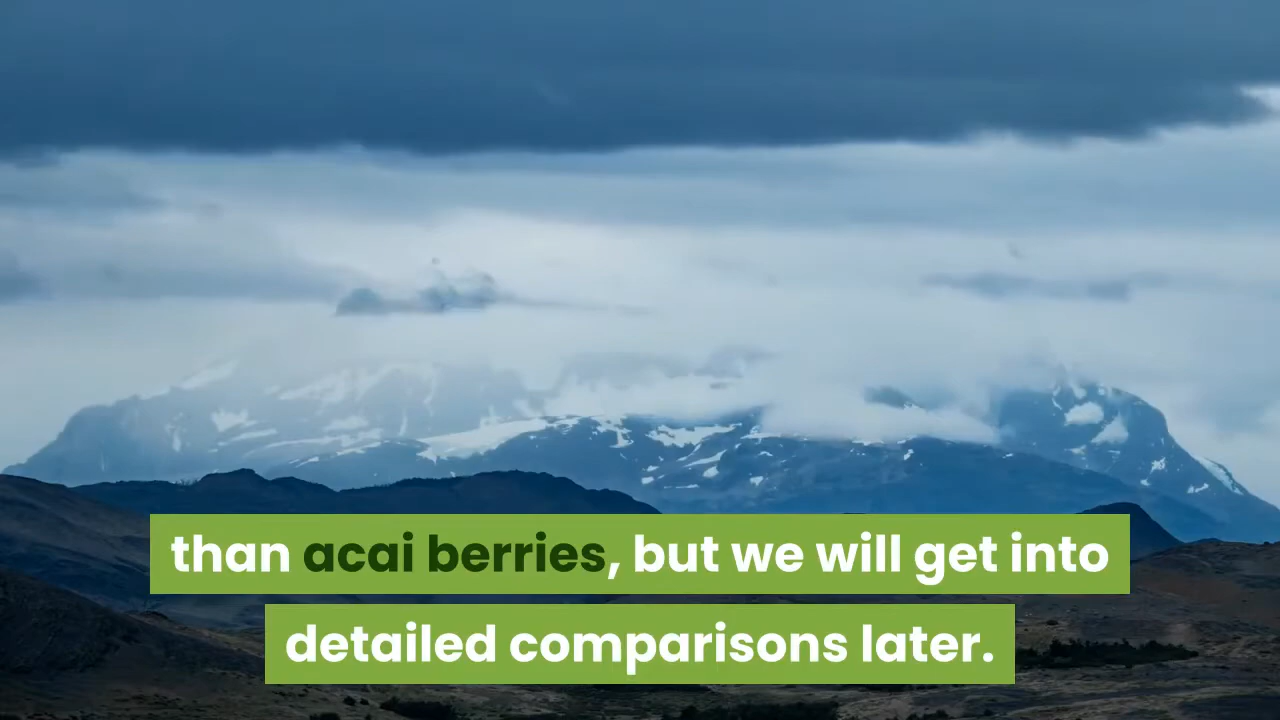 than acai berries, but we will get into
detailed comparisons later.